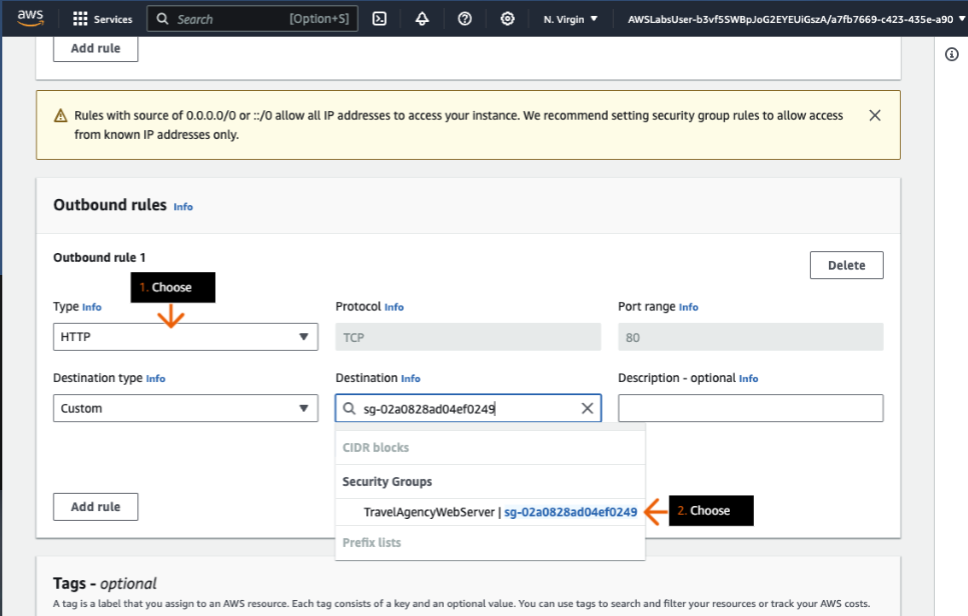 aws
Services
Search
[Option+S]
N. Virgin
AWSLabsUser-b3vf5SWBpJoG2EYEUiGszA/a7fb7669-c423-435e-a90
Add rule
Rules with source of 0.0.0.0/0 or ::/0 allow all IP addresses to access your instance. We recommend setting security group rules to allow access
from known IP addresses only.
Outbound rules Info
Outbound rule 1
Delete
1. Choose
Type Info
Protocol Info
Port range Info
HTTP
TCP
80
Destination type Info
Destination Info
Description - optional Info
Custom
sg-02a0828ad04ef0249
CIDR blocks
Security Groups
TravelAgencyWebServer | sg-02a0828ad04ef0249
2. Choose
Prefix lists
Add rule
Tags - optional
A tag is a label that you assign to an AWS resource. Each tag consists of a key and an optional value. You can use tags to search and filter your resources or track your AWS costs.